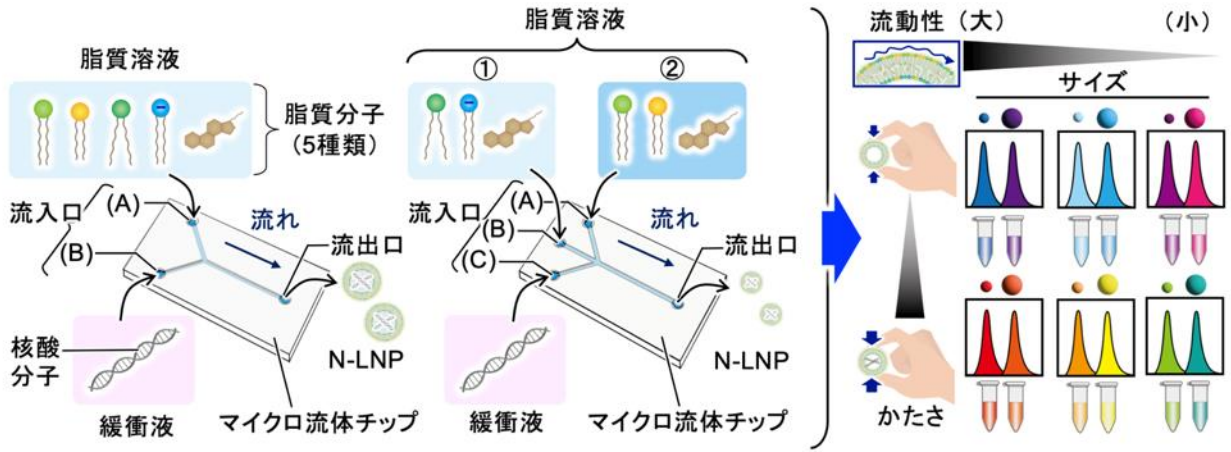 脂質溶液
脂質分子
(5種類)
流入口
(A)
(B)
流れ
流出口
N-LNP
核酸
分子
緩衝液
マイクロ流体チップ
脂質溶液
①
②
流入口
(A)
(B)
(C)
流れ
流出口
N-LNP
緩衝液
マイクロ流体チップ
流動性（大）
（小）
サイズ
かたさ